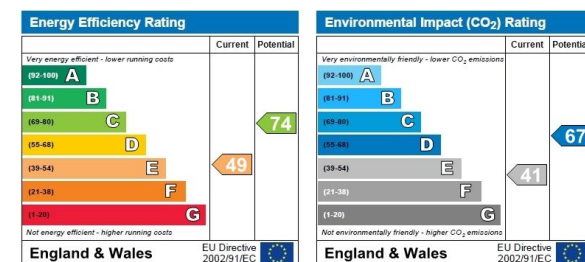 Energy Efficiency Rating
Current Potential
Very energy efficient - lower running costs
(92-100) A
(81-91) B
(69-80) C
74
(55-68) D
(39-54) E
49
(21-38) F
(1-20) G
Not energy efficient - higher running costs
England & Wales
EU Directive
2002/91/EC
Environmental Impact (CO₂) Rating
Current Potentia
Very environmentally friendly - lower CO₂ emissions
(92-100) A
(81-91) B
(69-80) C
67
(55-68) D
(39-54) E
41
(21-38) F
(1-20) G
Not environmentally friendly - higher CO₂ emissions
England & Wales
EU Directive
2002/91/EC